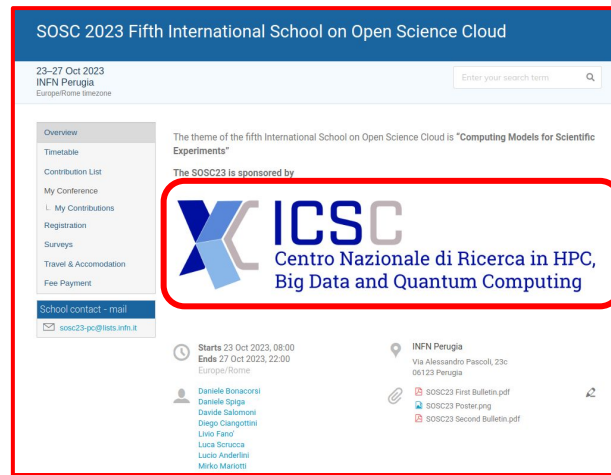 SOSC 2023 Fifth International School on Open Science Cloud
23–27 Oct 2023
INFN Perugia
Europe/Rome timezone
Enter your search term
Overview
Timetable
Contribution List
My Conference
My Contributions
Registration
Surveys
Travel & Accomodation
Fee Payment
School contact - mail
sosc23-pc@lists.infn.it
The theme of the fifth International School on Open Science Cloud is “Computing Models for Scientific
Experiments”
The SOSC23 is sponsored by
ICSC
Centro Nazionale di Ricerca in HPC,
Big Data and Quantum Computing
Starts 23 Oct 2023, 08:00
Ends 27 Oct 2023, 22:00
Europe/Rome
Daniele Bonacorsi
Daniele Spiga
Davide Salomoni
Diego Ciangottini
Livio Fano'
Luca Scrucca
Lucio Anderlini
Mirko Mariotti
INFN Perugia
Via Alessandro Pascoli, 23c
06123 Perugia
SOSC23 First Bulletin.pdf
SOSC23 Poster.png
SOSC23 Second Bulletin.pdf